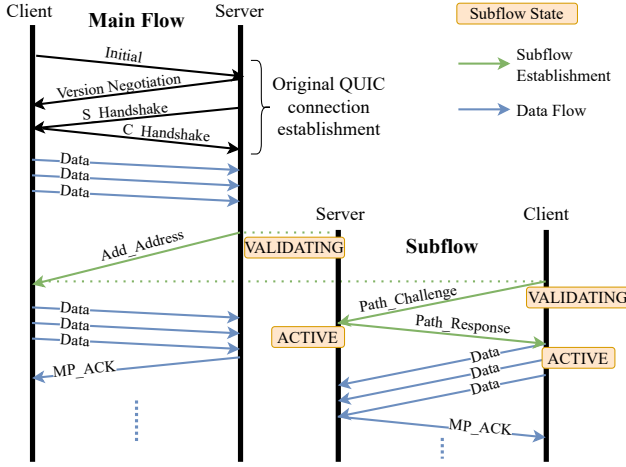 Client
Main Flow
Server
Subflow State
Initial
Version Negotiation
S_Handshake
C_Handshake
Original QUIC
connection
establishment
Subflow
Establishment
Data Flow
Data
Data
Data
Server
Client
Add_Address
VALIDATING
Subflow
Path_Challenge
VALIDATING
Data
Data
Data
Path_Response
ACTIVE
ACTIVE
MP_ACK
Data
Data
Data
MP_ACK